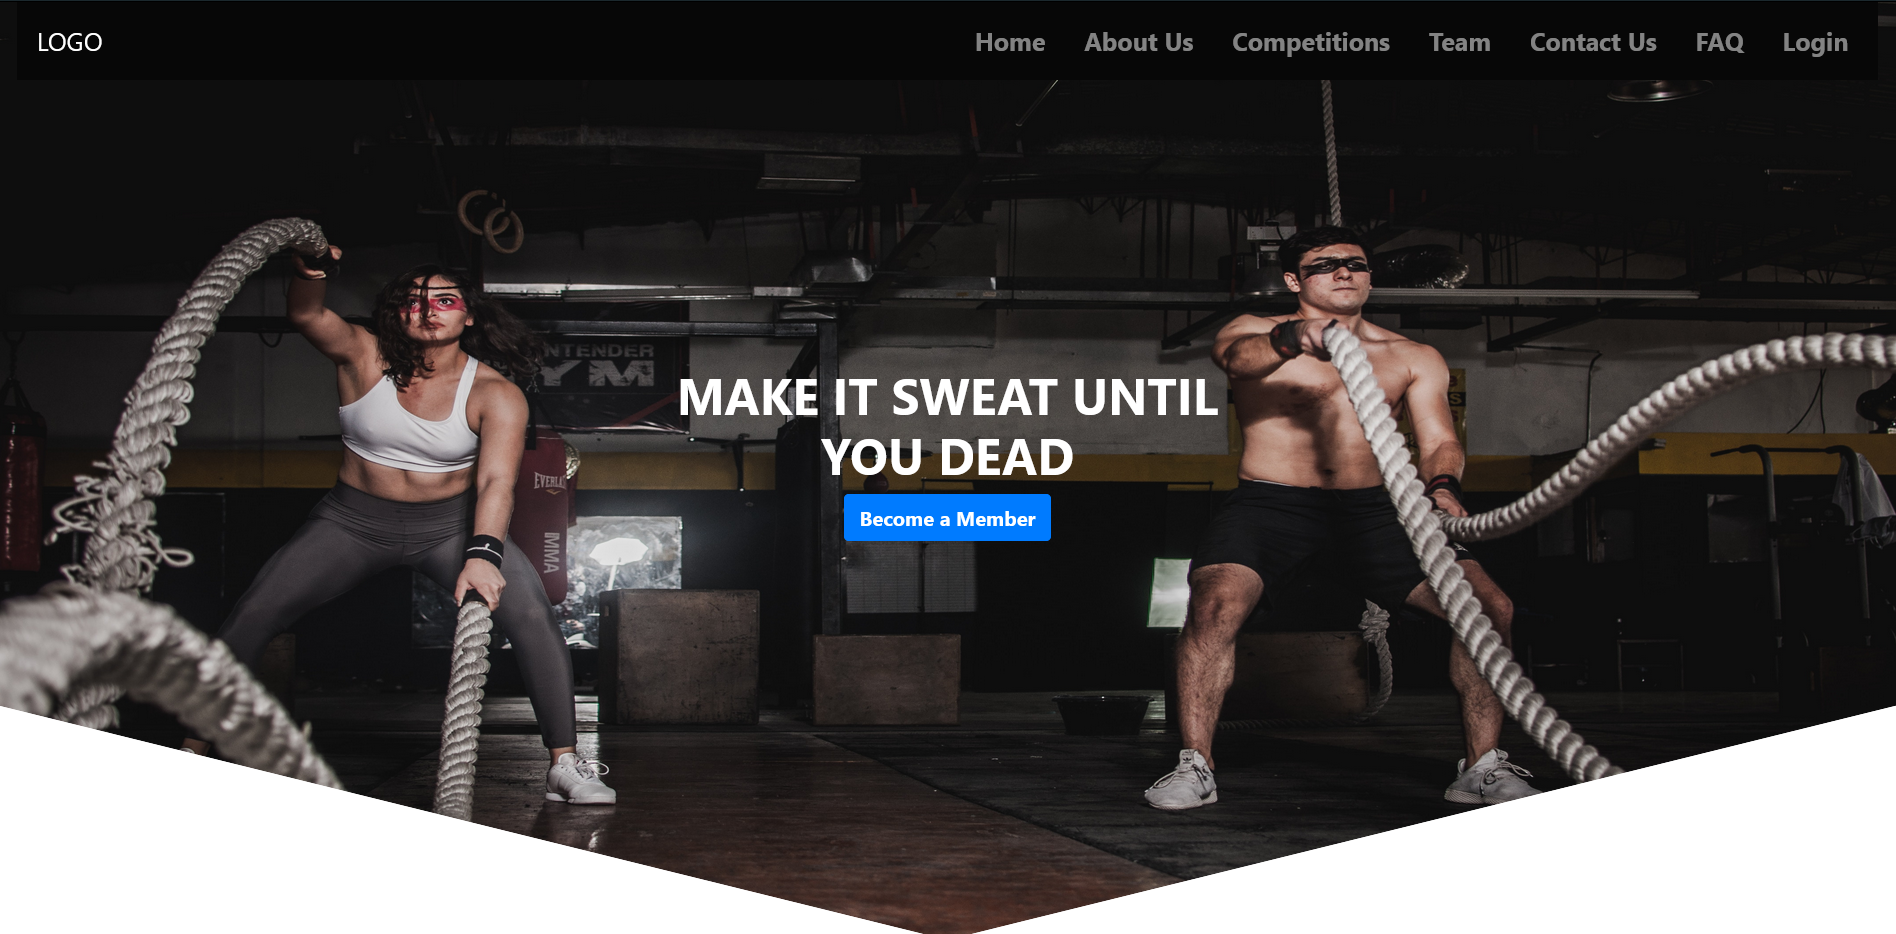 LOGO
Home About Us Competitions Team Contact Us FAQ Login
NTENDER
YM
MAKE IT SWEAT UNTIL
YOU DEAD
Become a Member
MMA